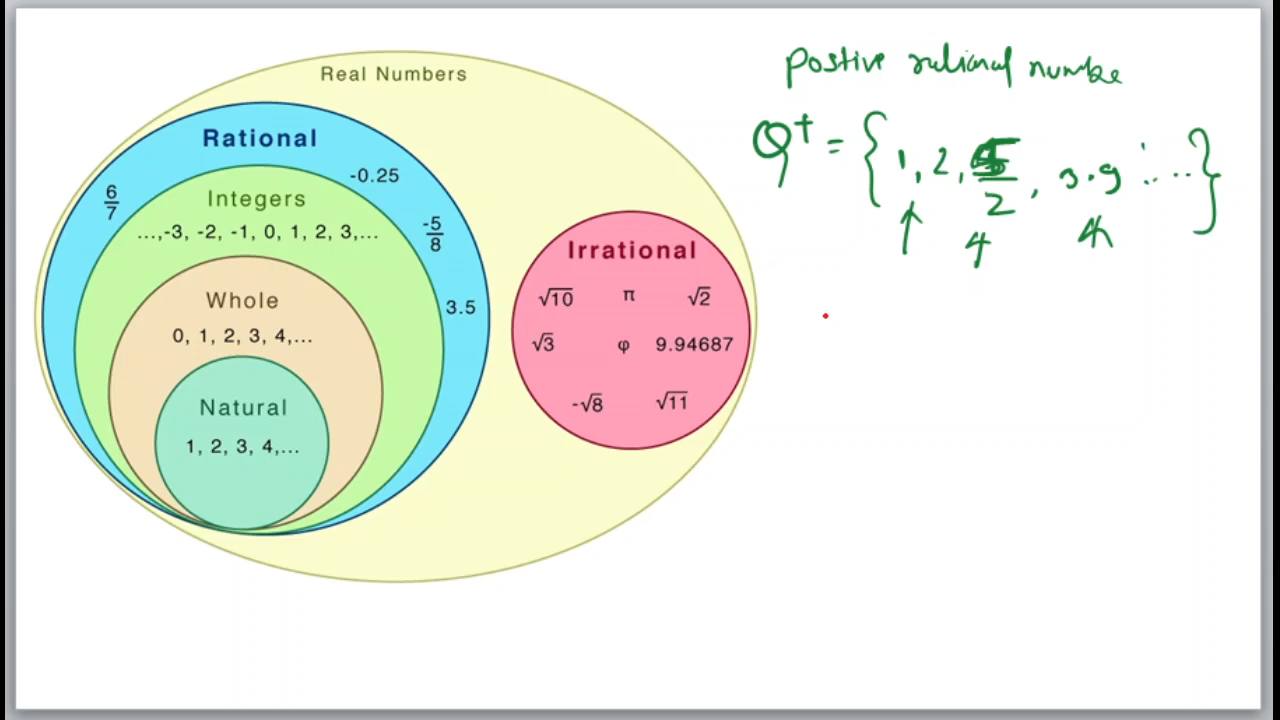 Real Numbers
Rational
6/7
-0.25
-5/8
3.5
Integers
...,-3, -2, -1, 0, 1, 2, 3,...
Whole
0, 1, 2, 3, 4,...
Natural
1, 2, 3, 4,...
Irrational
√10 π √2
√3 φ 9.94687
-√8 √11
Postive rational numbe
Q⁺ = { 1, 2, 5/2, 3.9 ... }
4